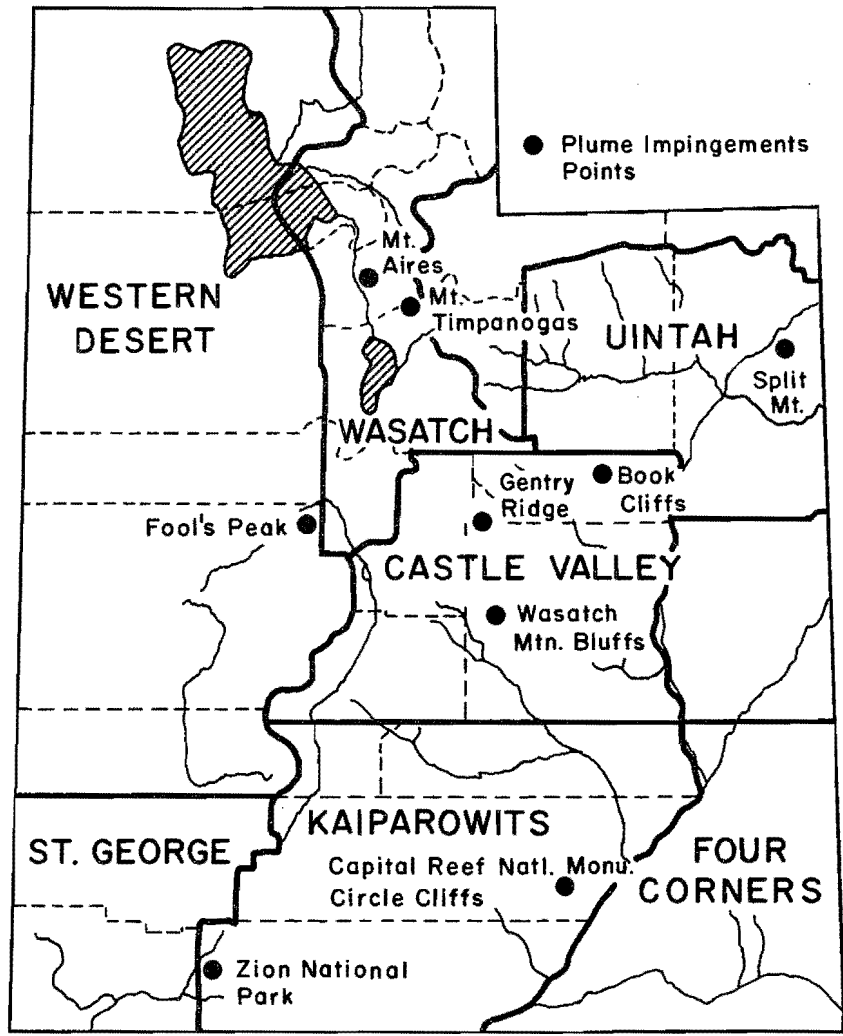 Plume Impingements
Points
Mt.
Aires
Mt.
Timpanogas
WESTERN
DESERT
UINTAH
Split
Mt.
WASATCH
Gentry
Ridge
Book
Cliffs
Fool's Peak
CASTLE VALLEY
Wasatch
Mtn. Bluffs
KAIPAROWITS
ST. GEORGE
Capital Reef Natl. Monu.
Circle Cliffs
FOUR
CORNERS
Zion National
Park